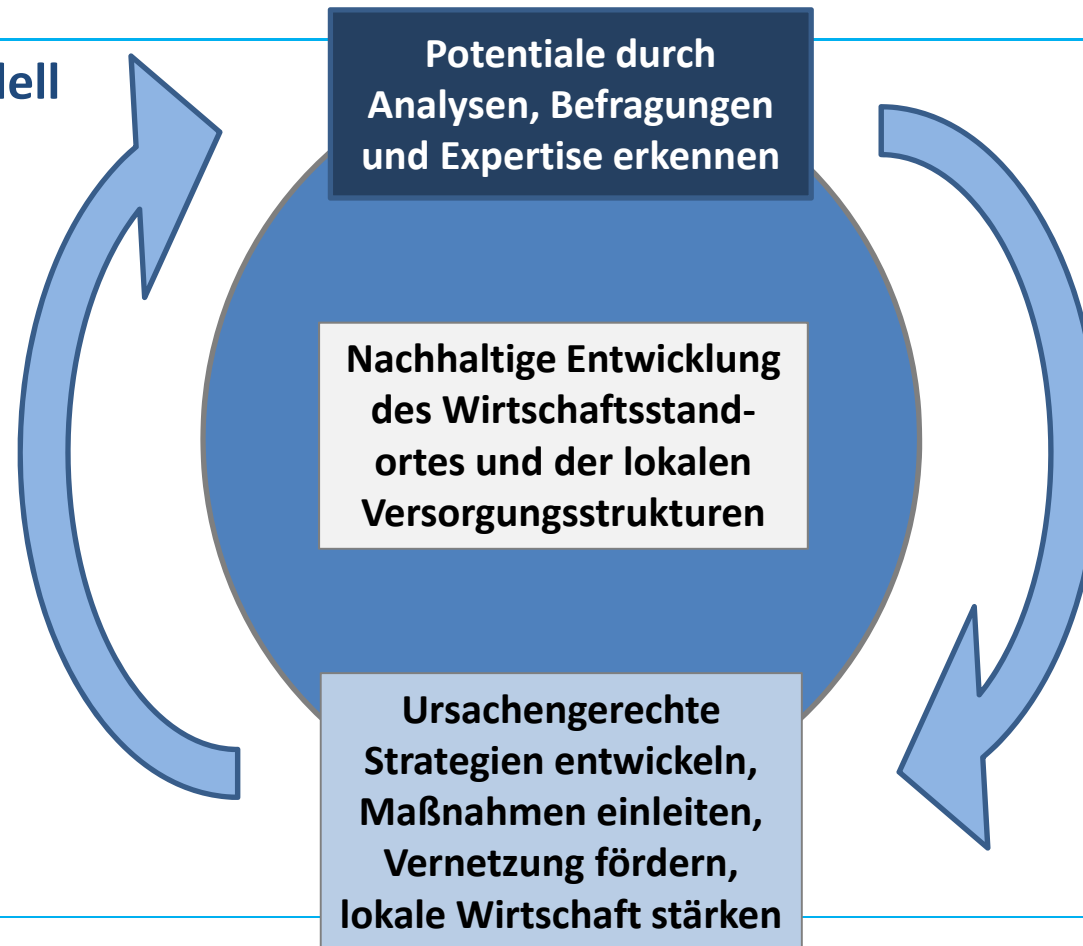 dell
Potentiale durch
Analysen, Befragungen
und Expertise erkennen
Nachhaltige Entwicklung
des Wirtschaftsstand-
ortes und der lokalen
Versorgungsstrukturen
Ursachengerechte
Strategien entwickeln,
Maßnahmen einleiten,
Vernetzung fördern,
lokale Wirtschaft stärken